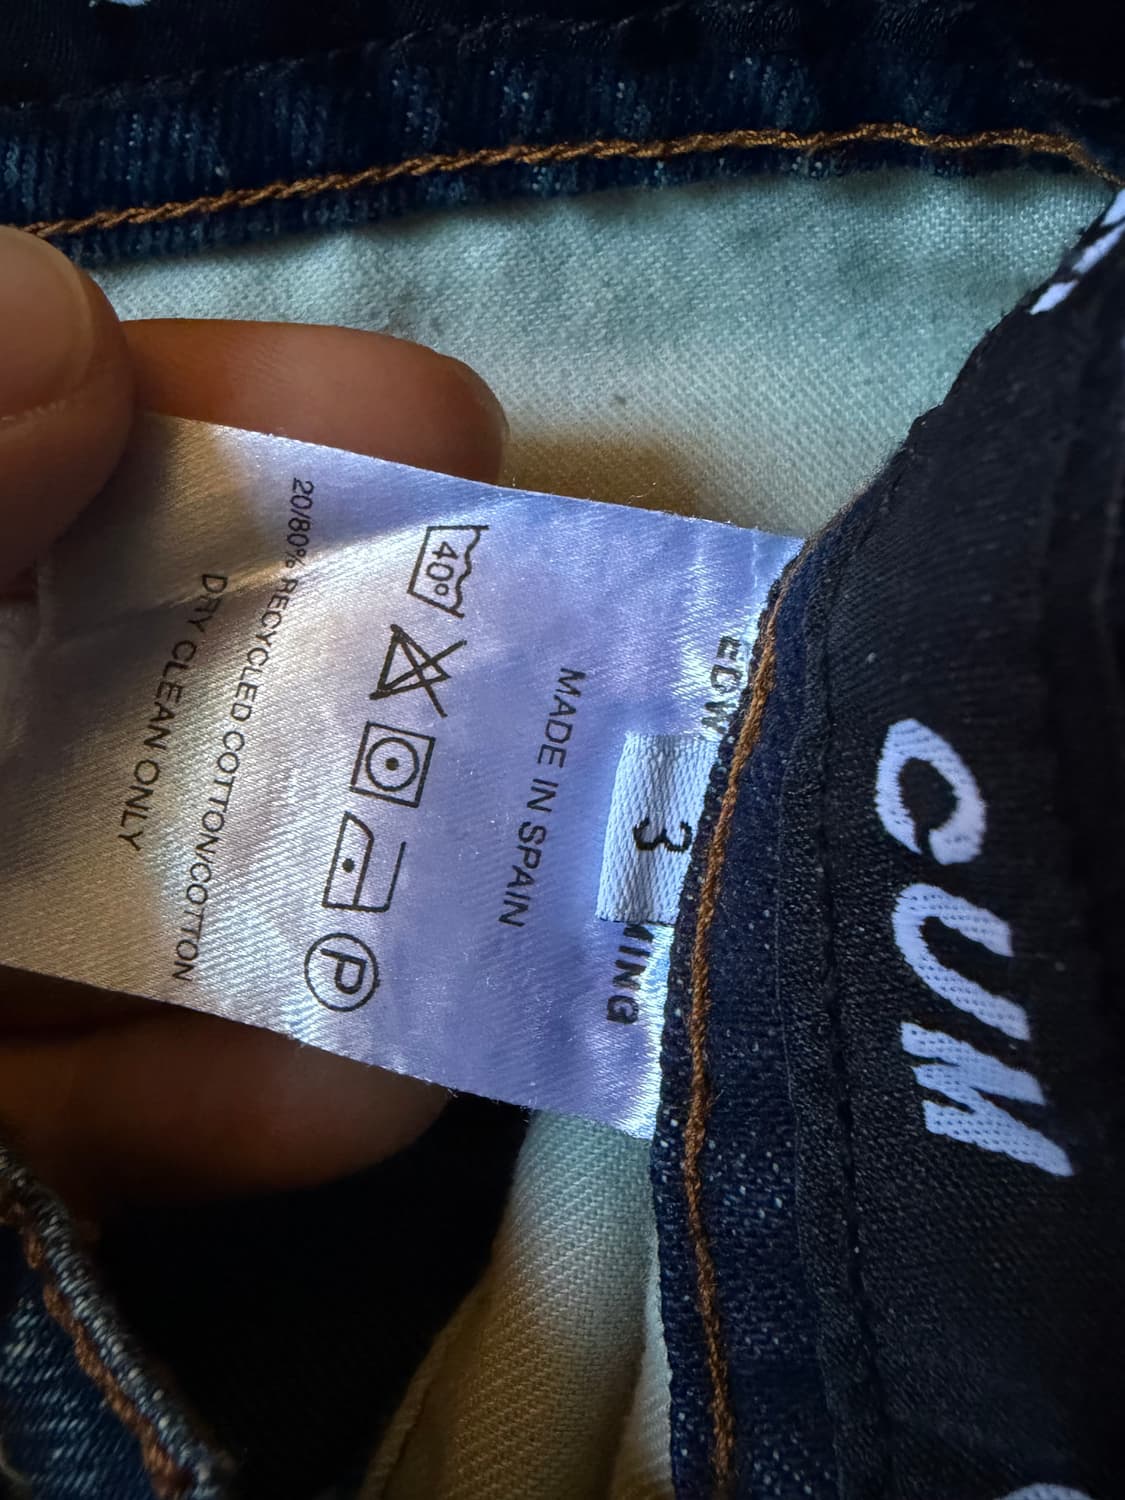 CUM
3
MADE IN SPAIN
40°
P
20/80% RECYCLED COTTON/COTTON
DRY CLEAN ONLY